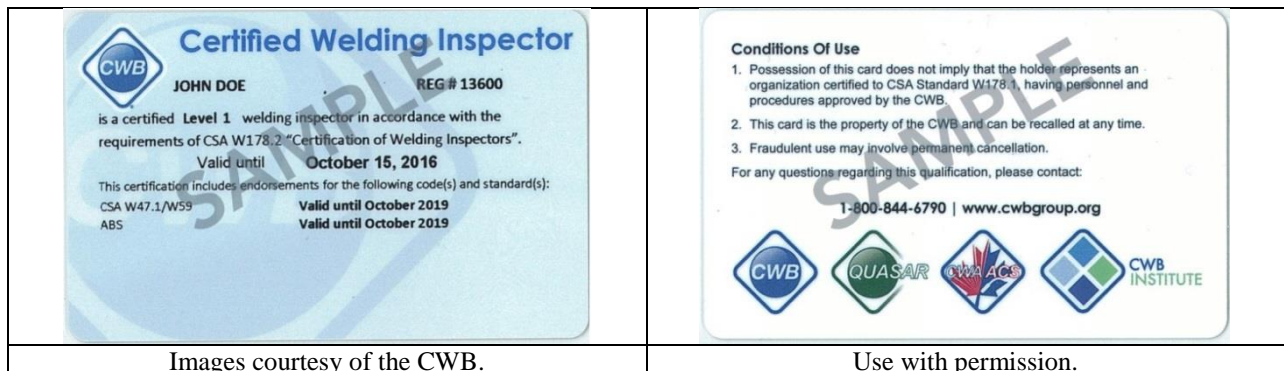 Certified Welding Inspector
CWB
JOHN DOE
REG # 13600
is a certified Level 1 welding inspector in accordance with the
requirements of CSA W178.2 "Certification of Welding Inspectors".
Valid until October 15, 2016
This certification includes endorsements for the following code(s) and standard(s):
CSA W47.1/W59 Valid until October 2019
ABS Valid until October 2019
SAMPLE
Images courtesy of the CWB.
Conditions Of Use
1. Possession of this card does not imply that the holder represents an
organization certified to CSA Standard W178.1, having personnel and
procedures approved by the CWB.
2. This card is the property of the CWB and can be recalled at any time.
3. Fraudulent use may involve permanent cancellation.
For any questions regarding this qualification, please contact:
1-800-844-6790 | www.cwbgroup.org
SAMPLE
CWB
QUASAR
CWA ACS
CWB
INSTITUTE
Use with permission.